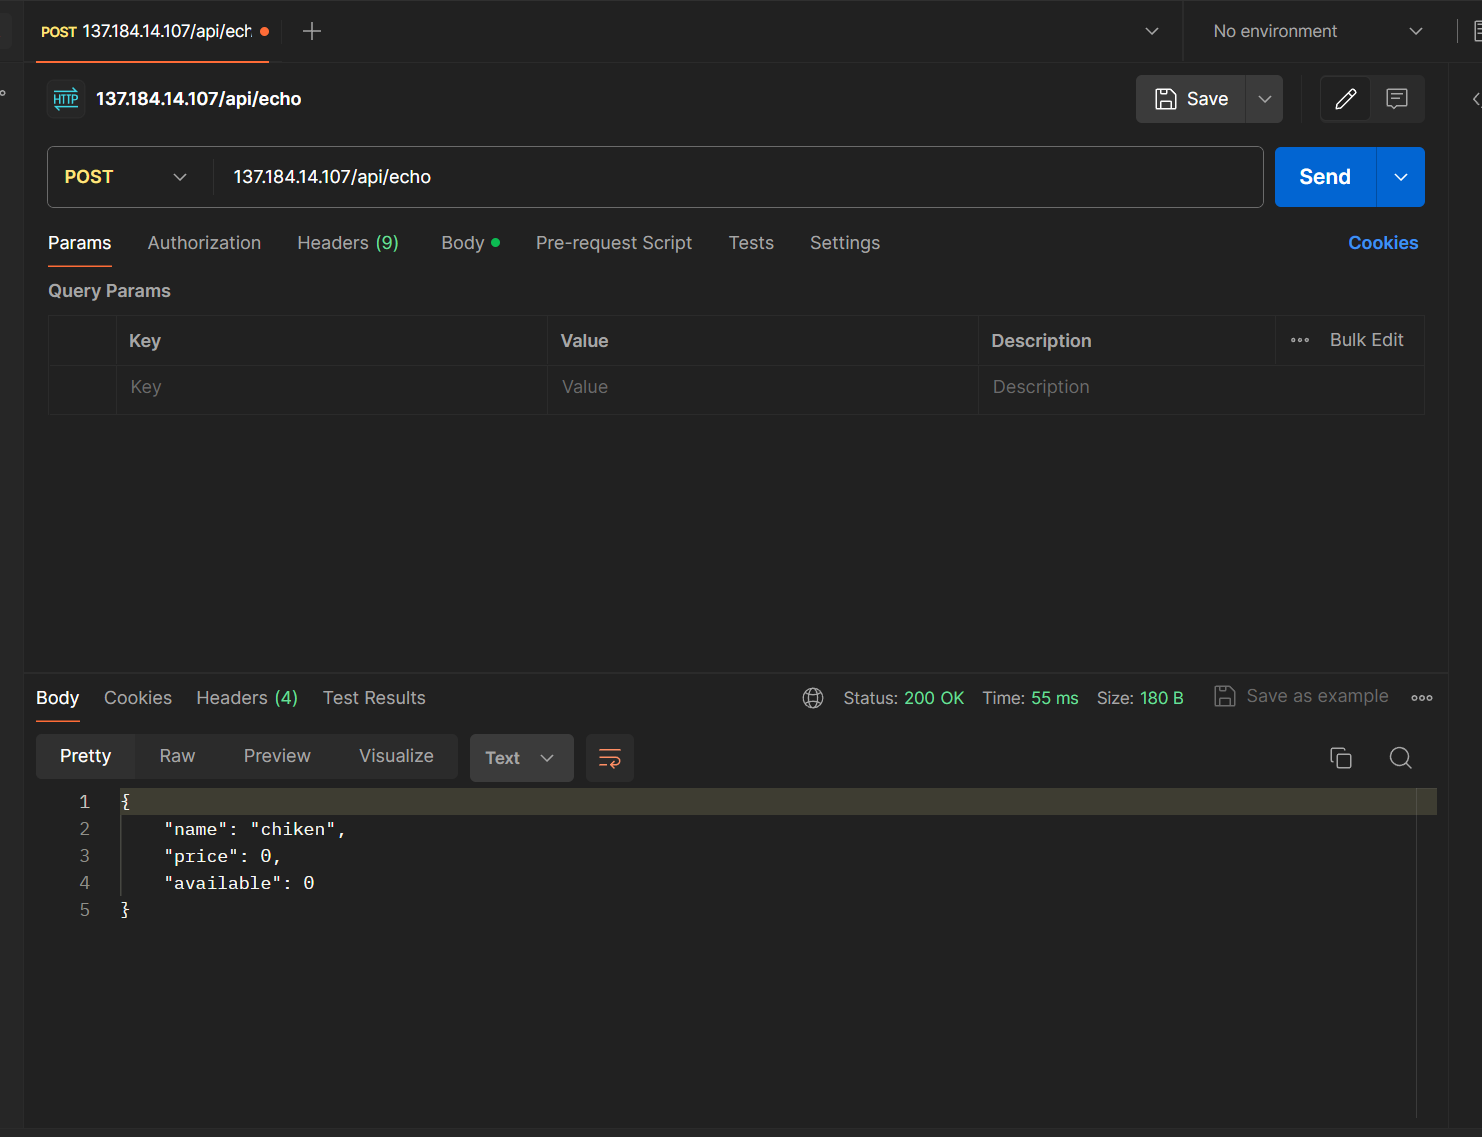 POST 137.184.14.107/api/ech
No environment
HTTP 137.184.14.107/api/echo
Save
POST 137.184.14.107/api/echo
Send
Params Authorization Headers (9) Body Pre-request Script Tests Settings Cookies
Query Params
Key Value Description Bulk Edit
Key Value Description
Body Cookies Headers (4) Test Results Status: 200 OK Time: 55 ms Size: 180 B Save as example
Pretty Raw Preview Visualize Text
1 {
2 "name": "chiken",
3 "price": 0,
4 "available": 0
5 }